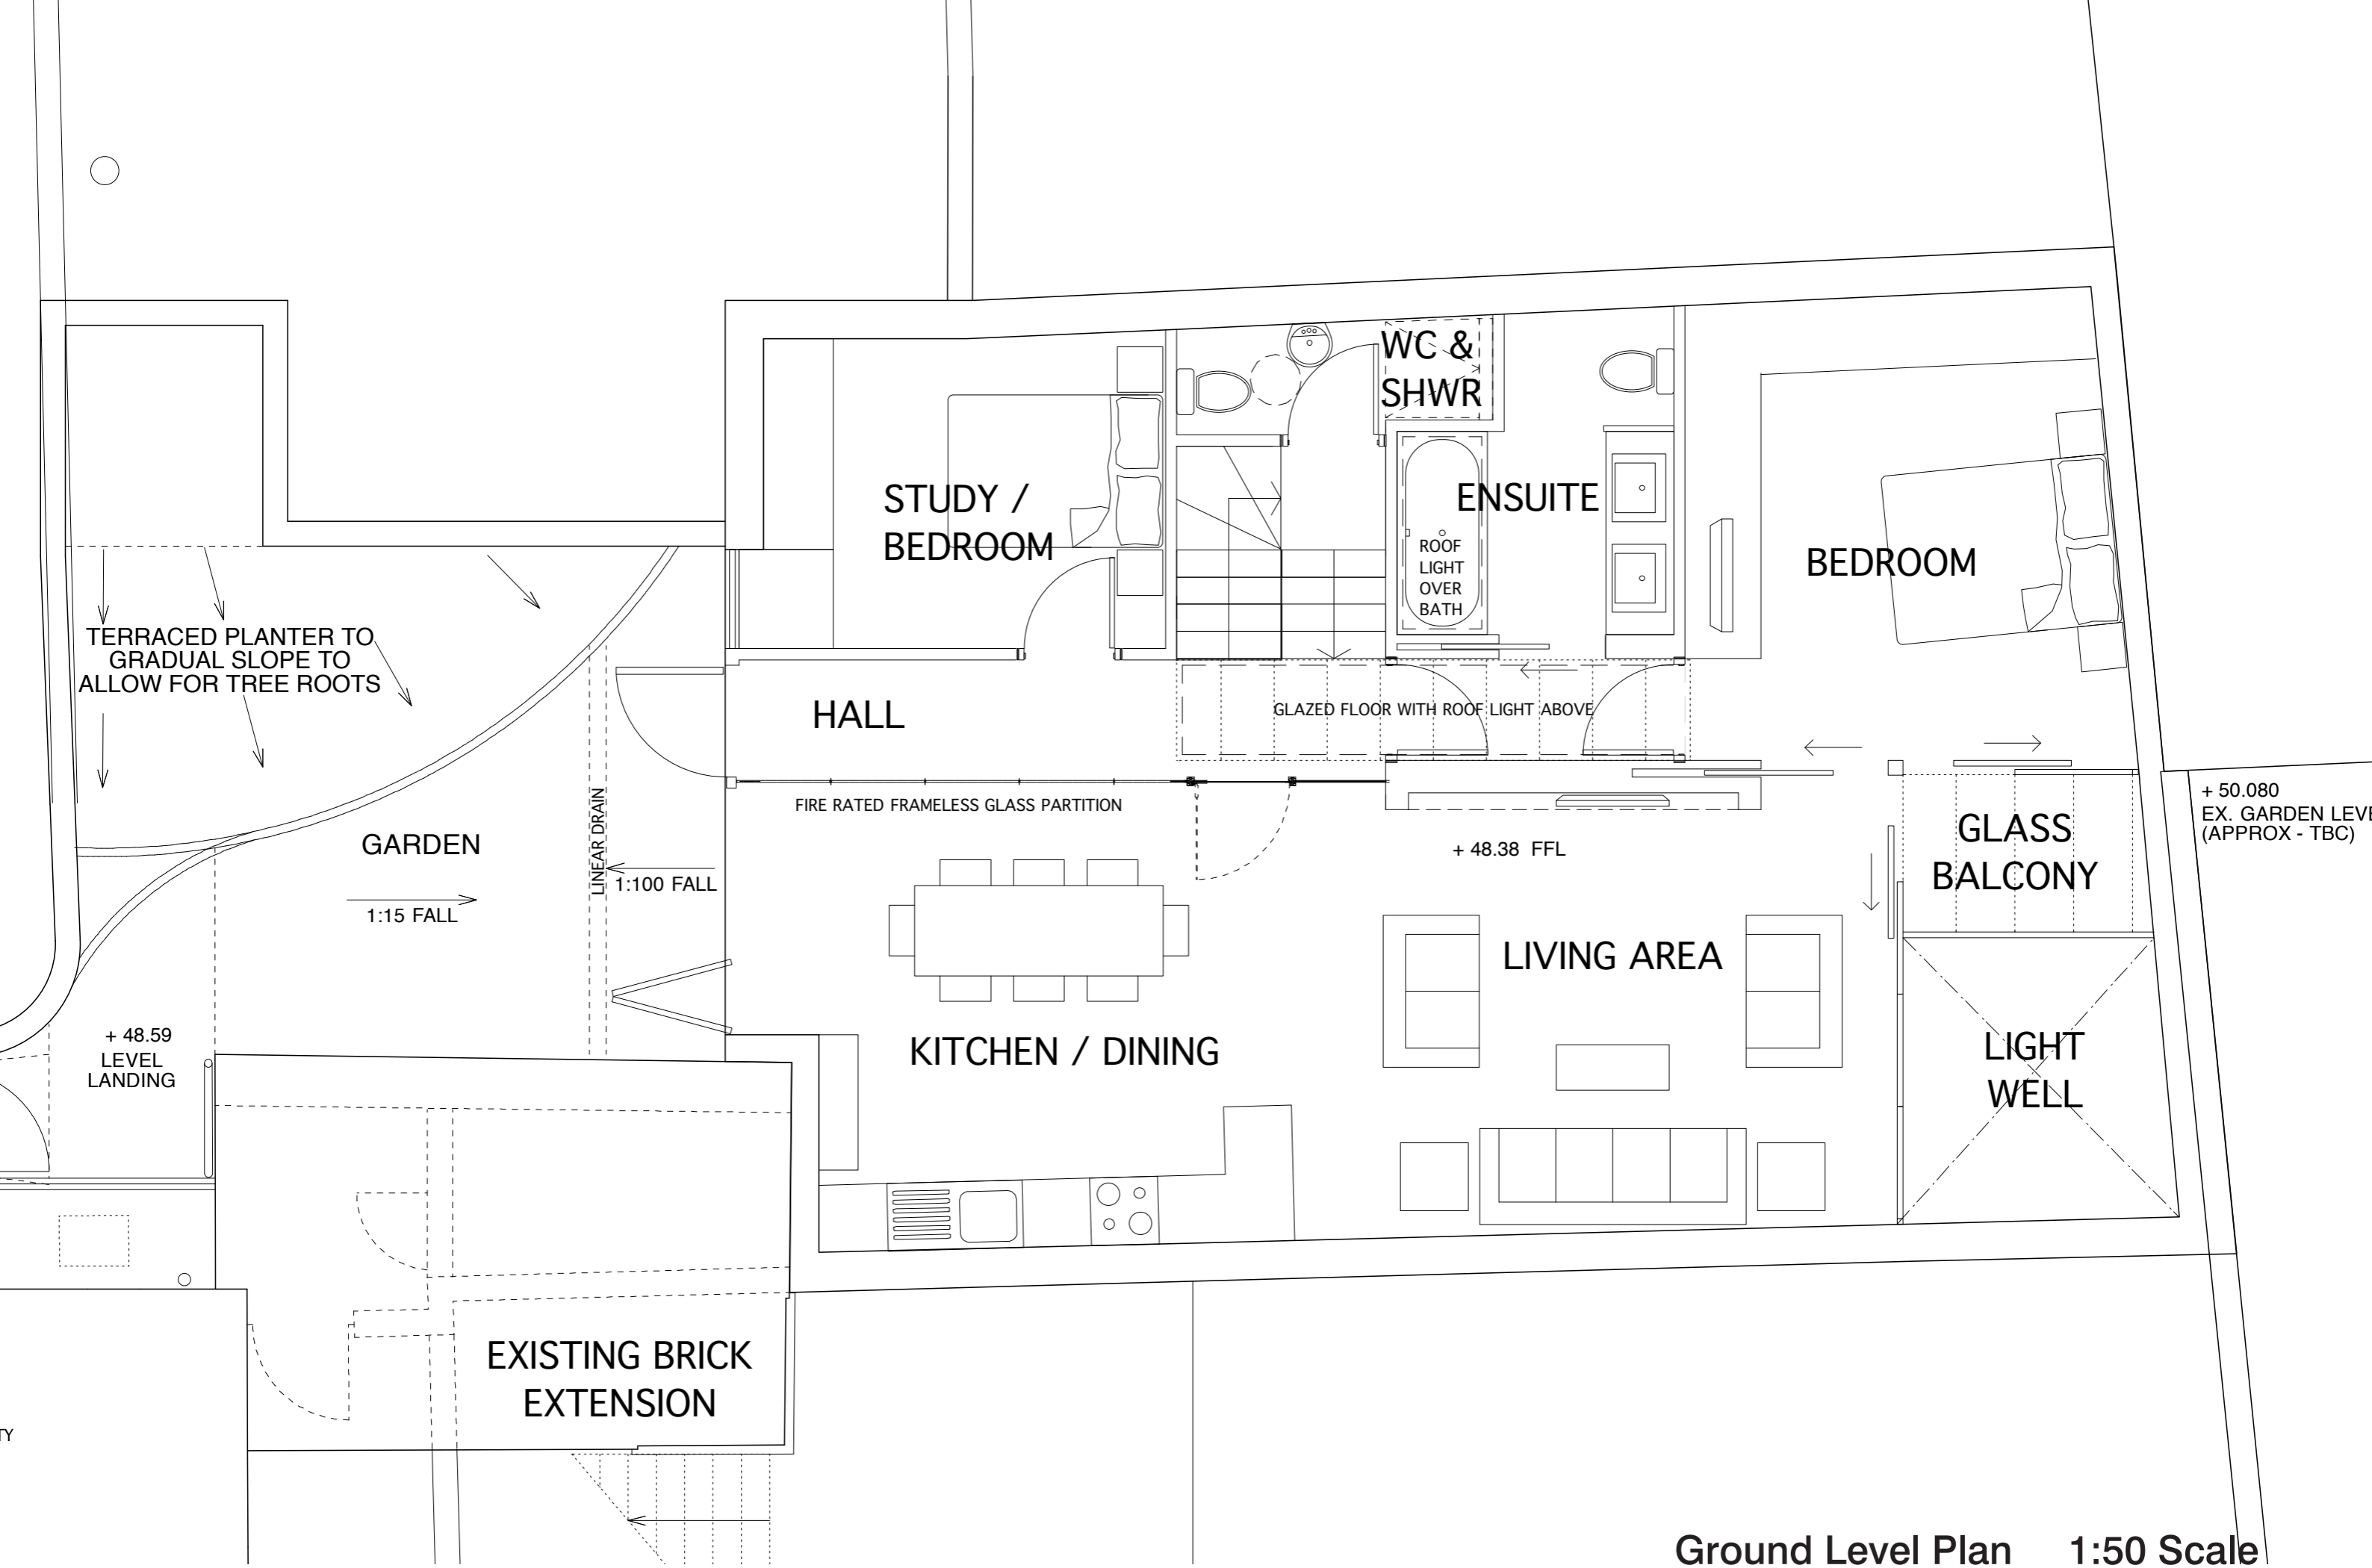 WC &
SHWR
STUDY /
BEDROOM
ENSUITE
ROOF
LIGHT
OVER
BATH
BEDROOM
TERRACED PLANTER TO
GRADUAL SLOPE TO
ALLOW FOR TREE ROOTS
HALL
GLAZED FLOOR WITH ROOF LIGHT ABOVE
FIRE RATED FRAMELESS GLASS PARTITION
+ 50.080
EX. GARDEN LEVE
(APPROX - TBC)
GLASS
BALCONY
GARDEN
LINEAR DRAIN
1:100 FALL
1:15 FALL
+ 48.38 FFL
LIVING AREA
KITCHEN / DINING
LIGHT
WELL
+ 48.59
LEVEL
LANDING
EXISTING BRICK
EXTENSION
TY
Ground Level Plan 1:50 Scale